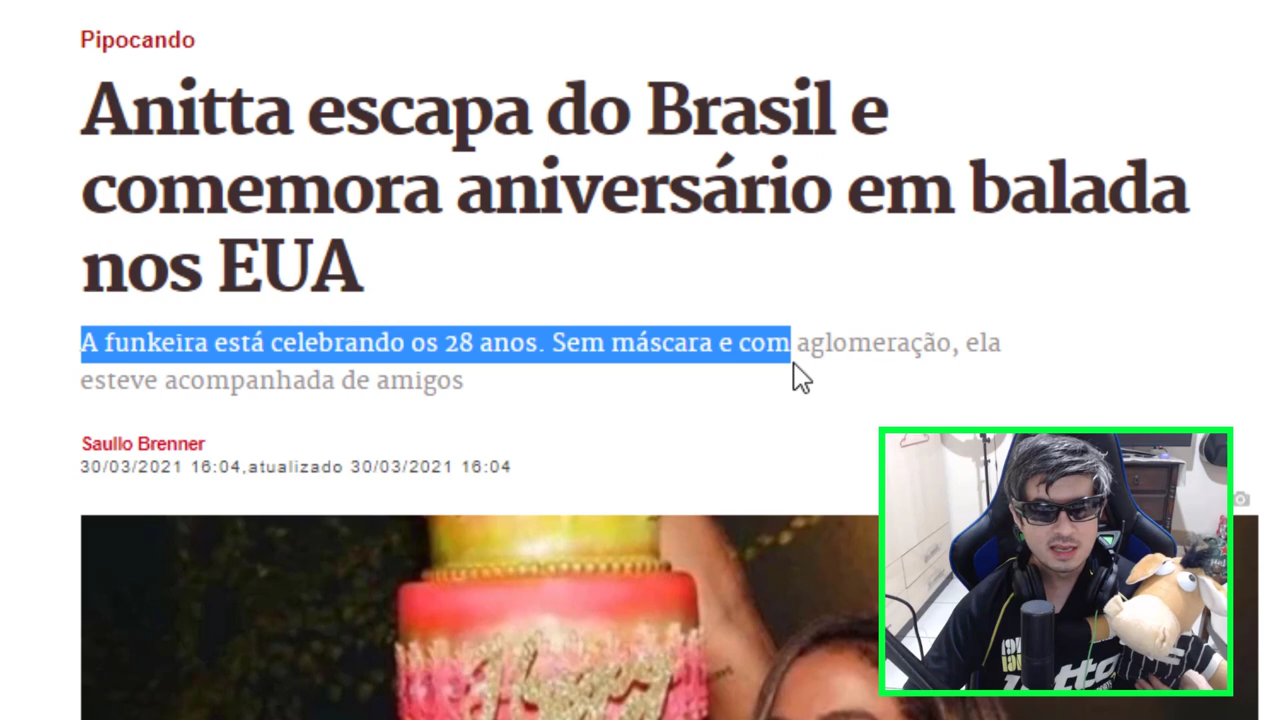 Pipocando
Anitta escapa do Brasil e
comemora aniversário em balada
nos EUA
A funkeira está celebrando os 28 anos. Sem máscara e com aglomeração, ela
esteve acompanhada de amigos
Saullo Brenner
30/03/2021 16:04,atualizado 30/03/2021 16:04